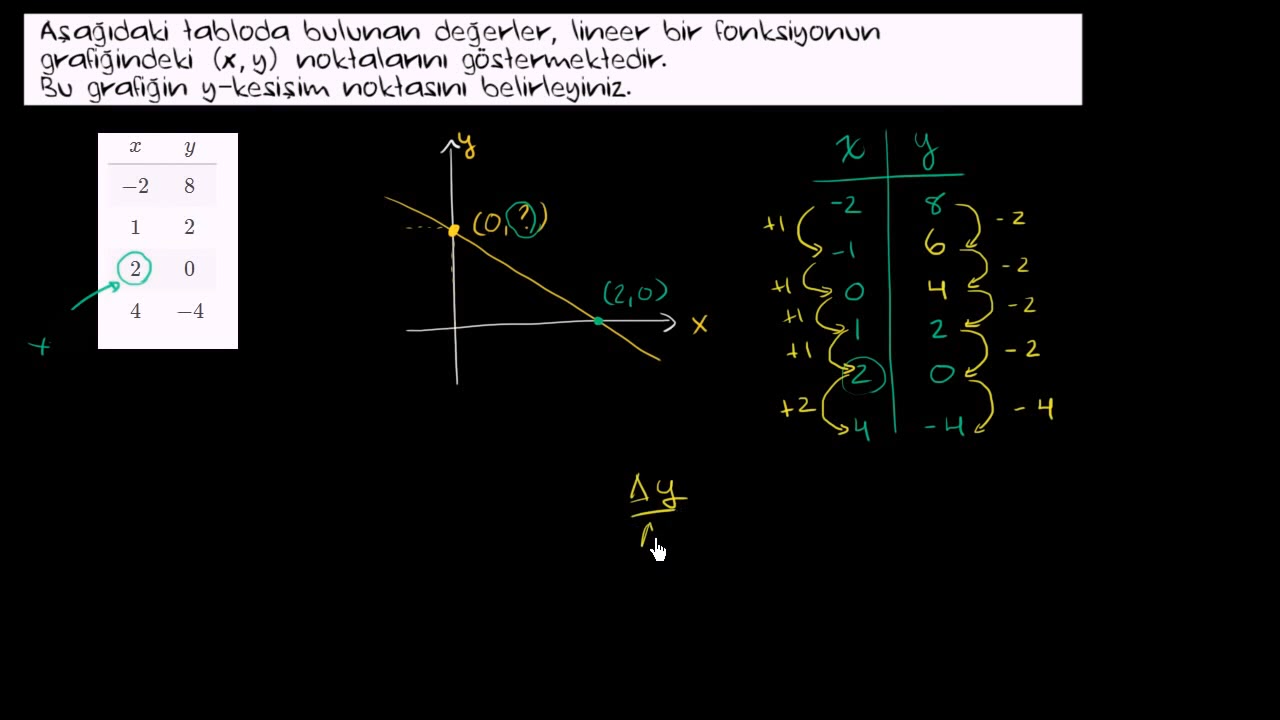 Aşağıdaki tabloda bulunan değerler, lineer bir fonksiyonun
grafiğindeki (x, y) noktalarını göstermektedir.
Bu grafiğin y-kesişim noktasını belirleyiniz.
x y
−2 8
1 2
2 0
4 −4
+
y
(0, ?)
(2,0)
x
x y
-2 8
+1 -2
-1 6
+1 -2
0 4
+1 -2
1 2
+1 -2
2 0
+2 -4
4 -4
Δy